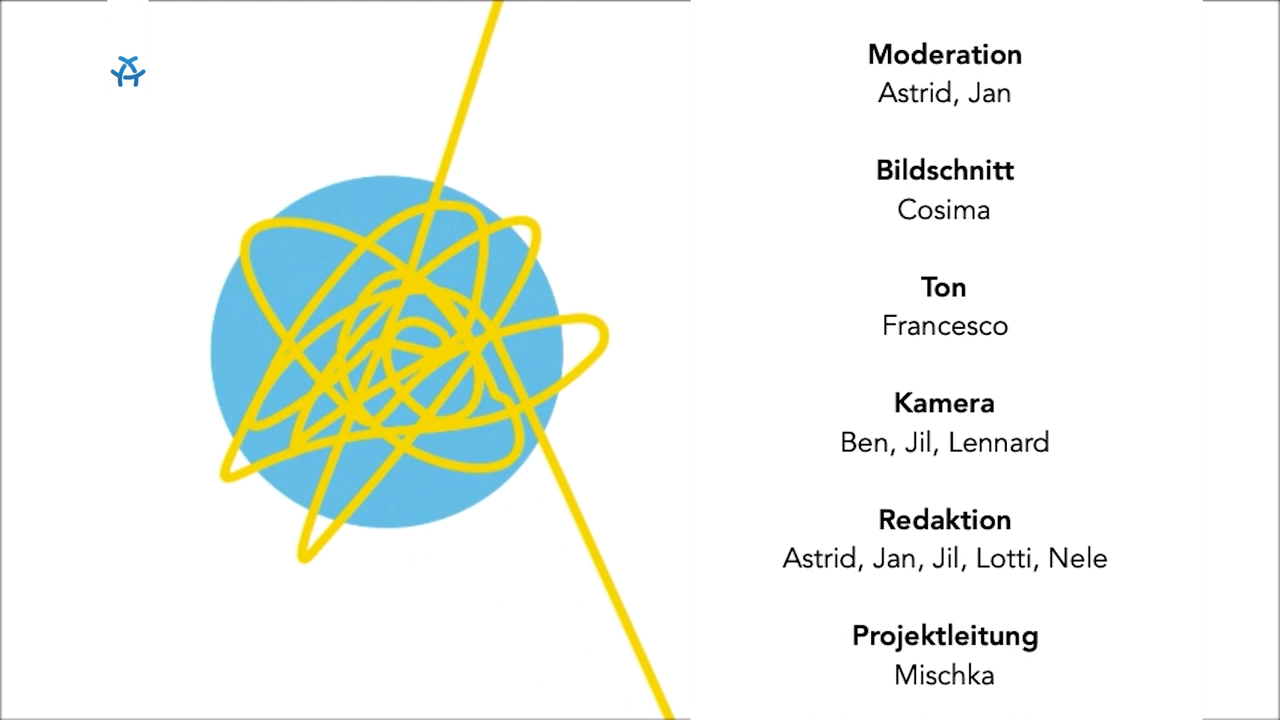 Moderation
Astrid, Jan
Bildschnitt
Cosima
Ton
Francesco
Kamera
Ben, Jil, Lennard
Redaktion
Astrid, Jan, Jil, Lotti, Nele
Projektleitung
Mischka